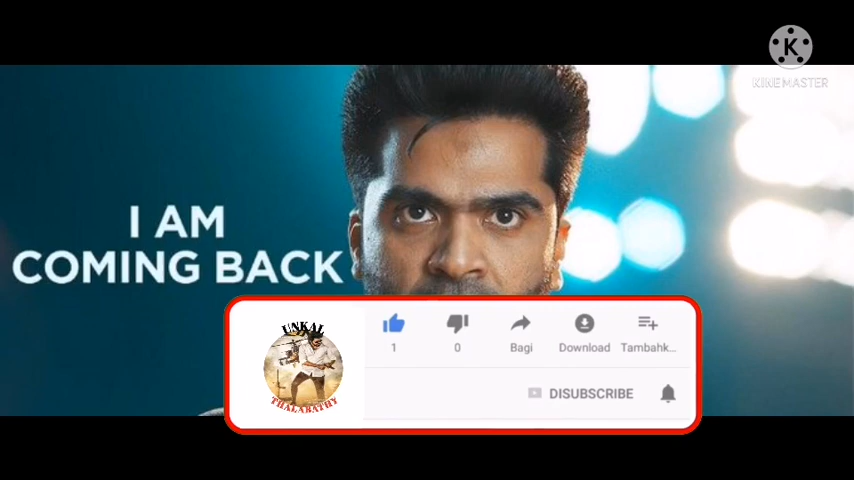 KINEMASTER
I AM
COMING BACK
UNKAL
THALABATHY
1
0
Bagi
Download
Tambahk...
DISUBSCRIBE